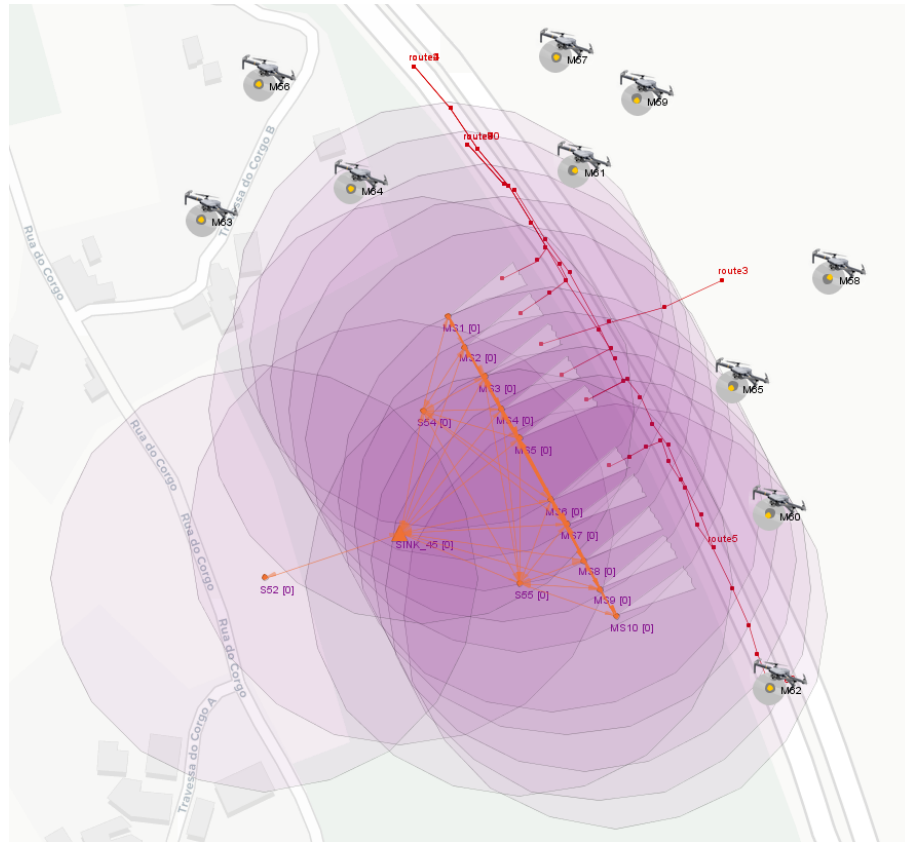 M57
M56
M59
route
Travessa do Corgo B
M61
M64
M63
Rua do Corgo
M58
route3
MS1 [0]
MS2 [0]
MS3 [0]
M65
MS4 [0]
S54 [0]
MS5 [0]
Rua do Corgo
MS6 [0]
M60
MS7 [0]
SINK_45 [0]
route5
Rua do Corgo
MS8 [0]
S52 [0]
S55 [0]
MS9 [0]
MS10 [0]
Rua do Corgo
M62
Travessa do Corgo A